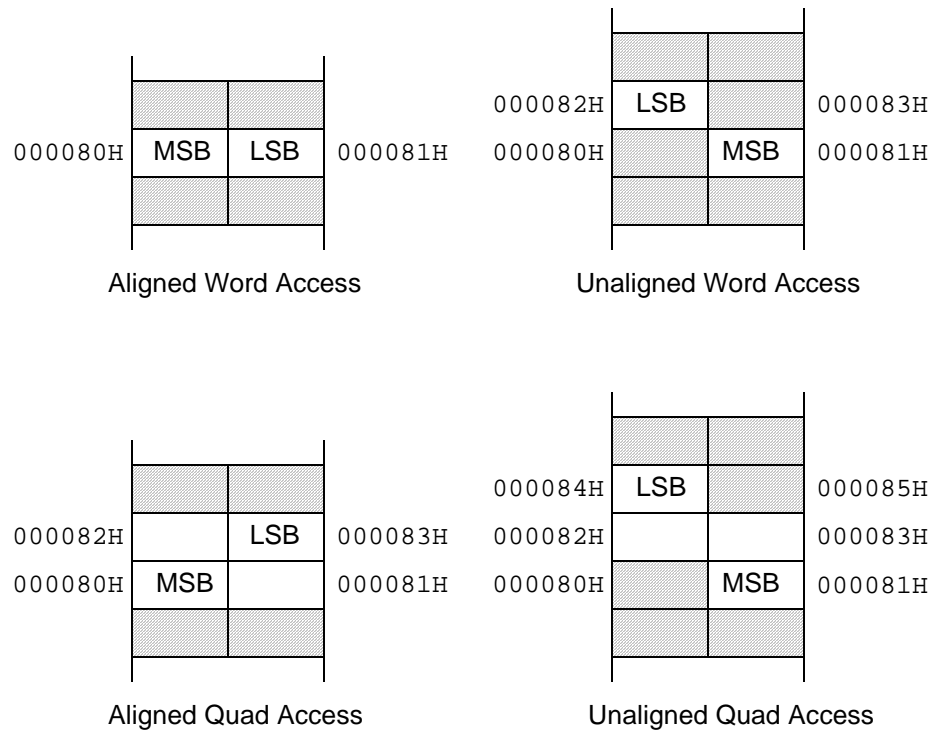 000080H MSB LSB 000081H
Aligned Word Access
000082H LSB 000083H
000080H MSB 000081H
Unaligned Word Access
000082H LSB 000083H
000080H MSB 000081H
Aligned Quad Access
000084H LSB 000085H
000082H 000083H
000080H MSB 000081H
Unaligned Quad Access